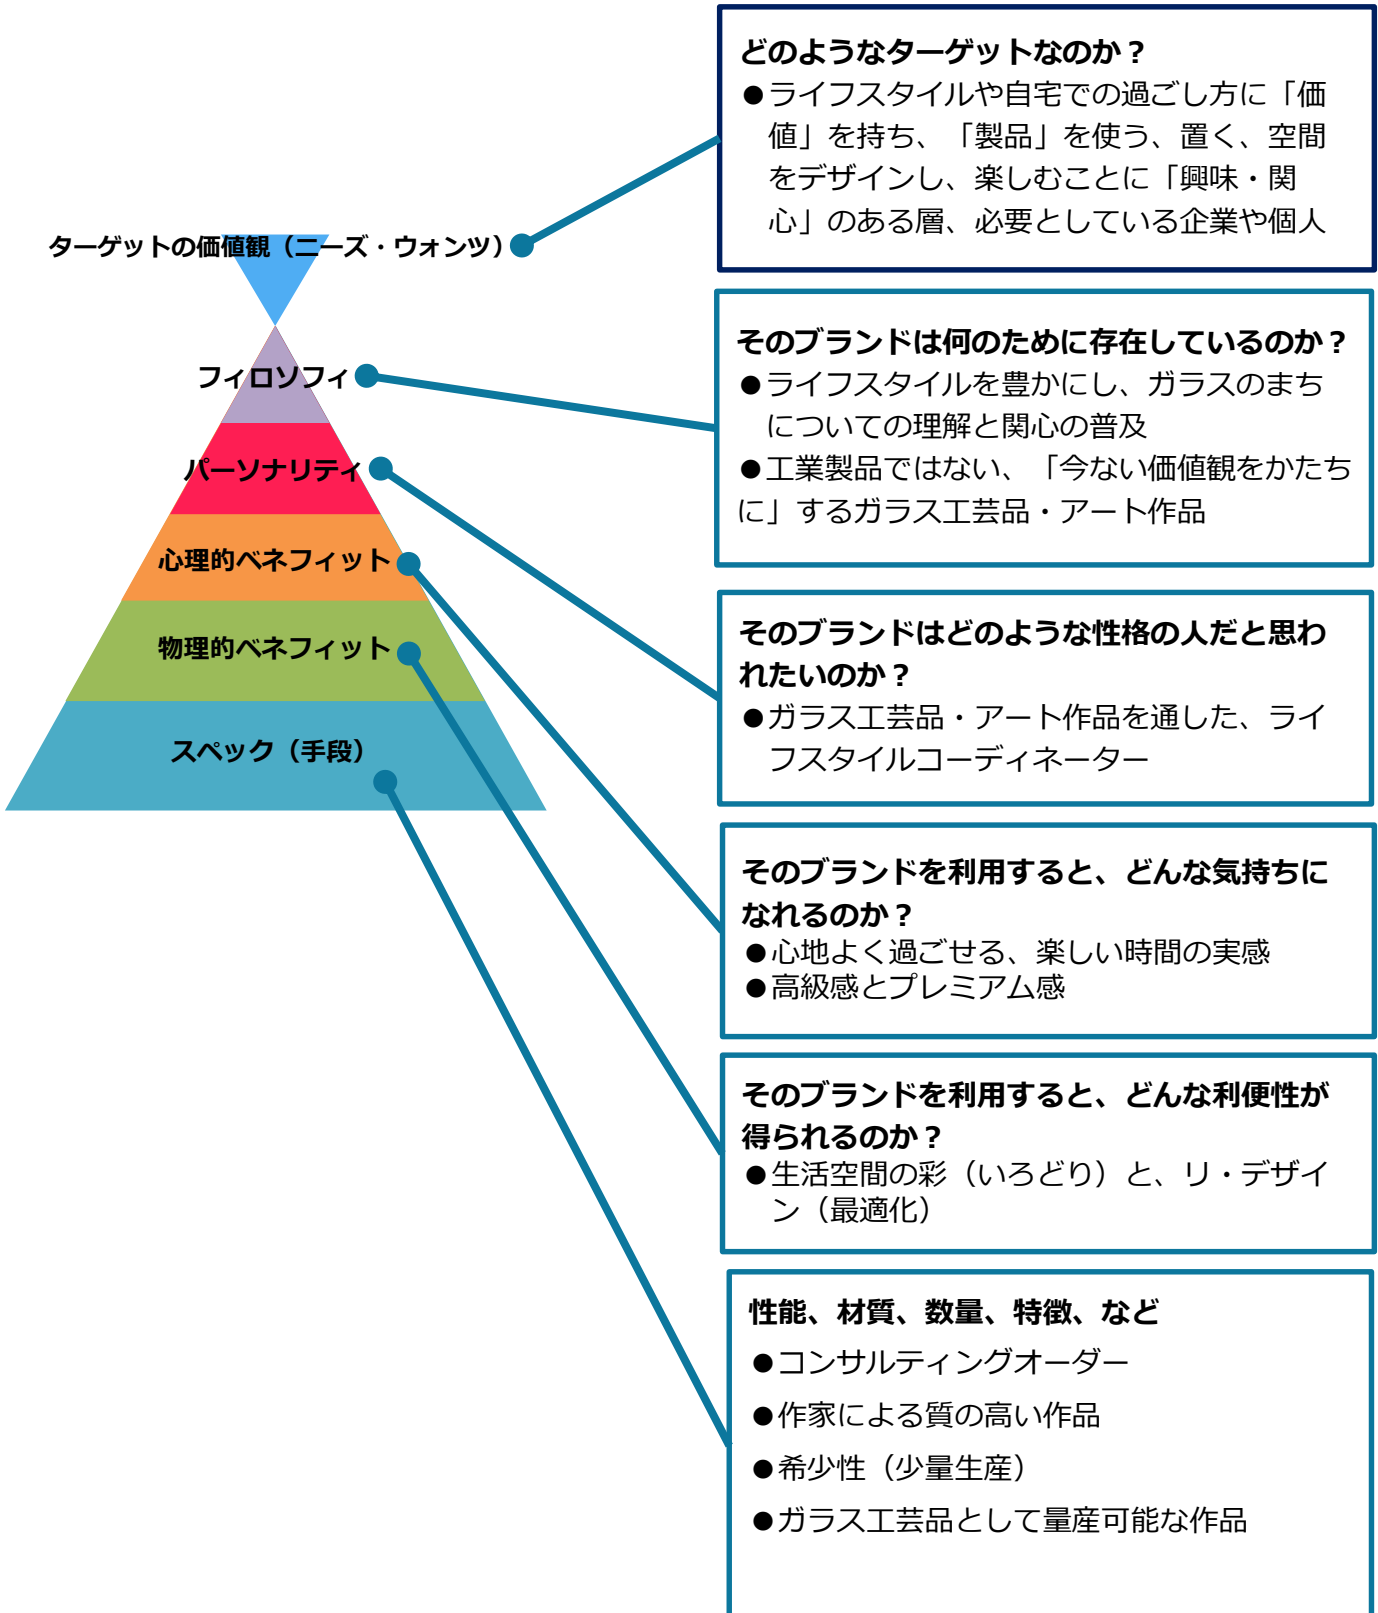 どのようなターゲットなのか？
●ライフスタイルや自宅での過ごし方に「価
値」を持ち、「製品」を使う、置く、空間
をデザインし、楽しむことに「興味・関
心」のある層、必要としている企業や個人
ターゲットの価値観（ニーズ・ウォンツ）
そのブランドは何のために存在しているのか？
●ライフスタイルを豊かにし、ガラスのまち
についての理解と関心の普及
●工業製品ではない、「今ない価値観をかたち
に」するガラス工芸品・アート作品
フィロソフィ
パーソナリティ
心理的ベネフィット
物理的ベネフィット
スペック（手段）
そのブランドはどのような性格の人だと思わ
れたいのか？
●ガラス工芸品・アート作品を通した、ライ
フスタイルコーディネーター
そのブランドを利用すると、どんな気持ちに
なれるのか？
●心地よく過ごせる、楽しい時間の実感
●高級感とプレミアム感
そのブランドを利用すると、どんな利便性が
得られるのか？
●生活空間の彩（いろどり）と、リ・デザイ
ン（最適化）
性能、材質、数量、特徴、など
●コンサルティングオーダー
●作家による質の高い作品
●希少性（少量生産）
●ガラス工芸品として量産可能な作品